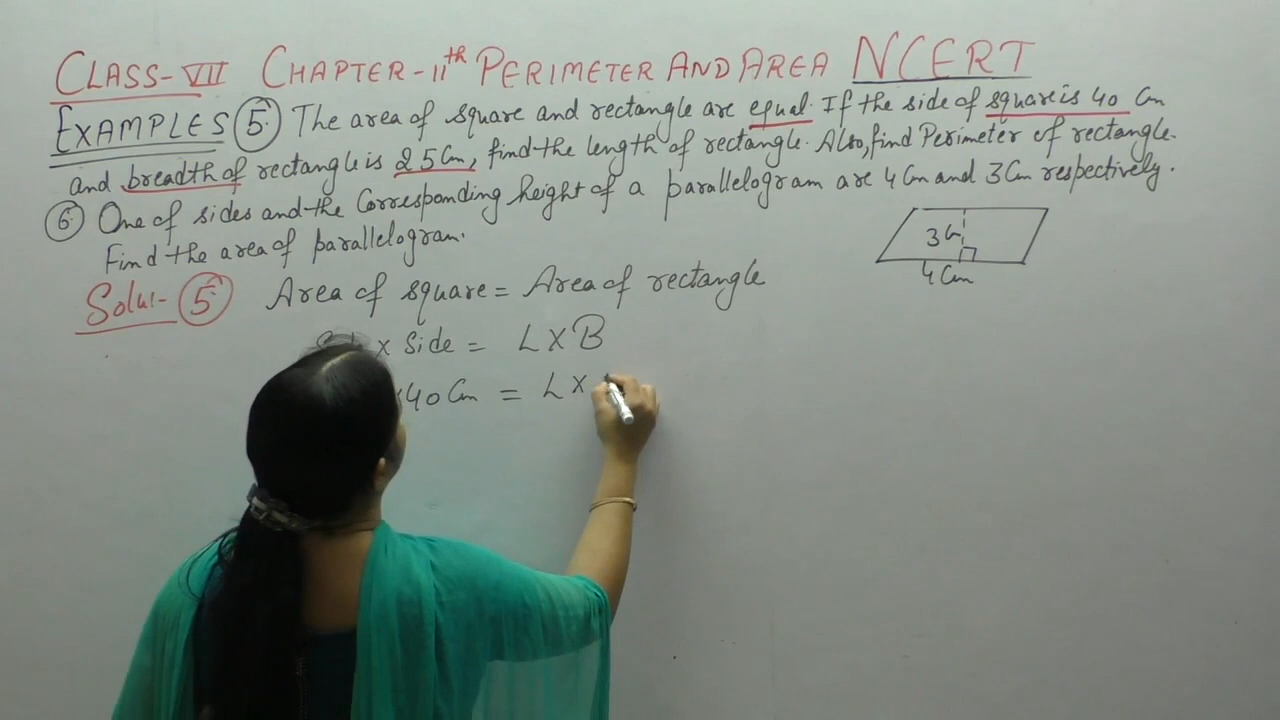 CLASS-VII CHAPTER-11th PERIMETER AND AREA NCERT
EXAMPLES 5 The area of square and rectangle are equal. If the side of square is 40 Cm
and breadth of rectangle is 25 Cm, find the length of rectangle. Also, find Perimeter of rectangle.
6. One of sides and the Corresponding height of a parallelogram are 4 Cm and 3 Cm respectively.
Find the area of parallelogram.
3 Cm
4 Cm
Solu:- 5 Area of square = Area of rectangle
x Side = L X B
40 Cm = L X